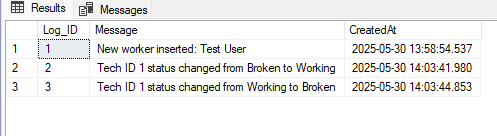 Results Messages
Log_ID Message CreatedAt
1 1 New worker inserted: Test User 2025-05-30 13:58:54.537
2 2 Tech ID 1 status changed from Broken to Working 2025-05-30 14:03:41.980
3 3 Tech ID 1 status changed from Working to Broken 2025-05-30 14:03:44.853